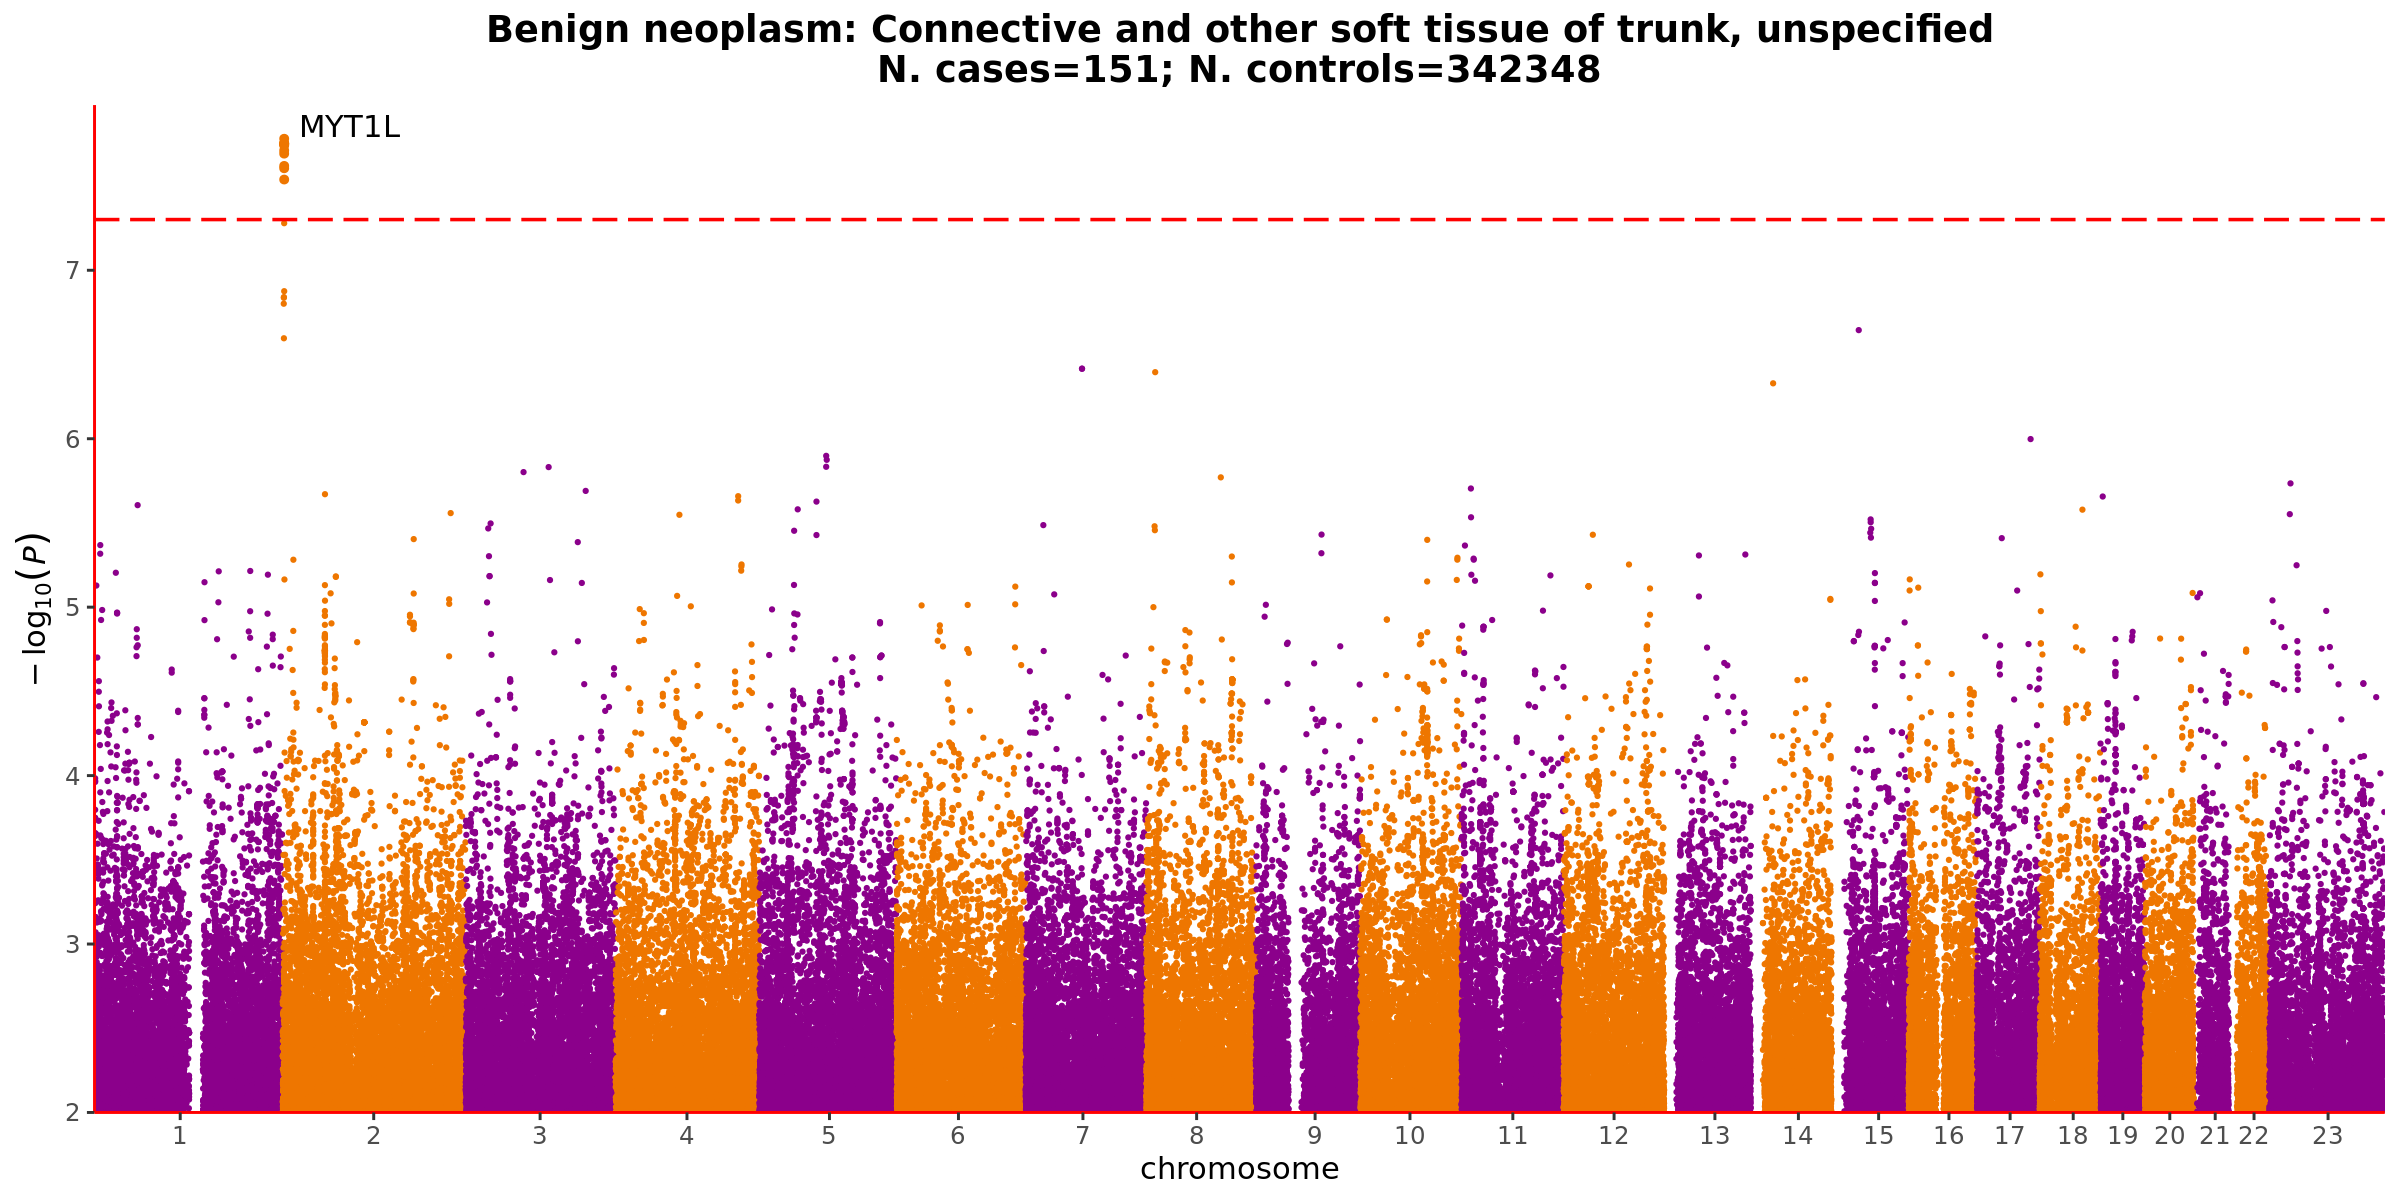 Benign neoplasm: Connective and other soft tissue of trunk, unspecified
N. cases=151; N. controls=342348
MYT1L
7
6
5
4
3
2
− log10(P)
1 2 3 4 5 6 7 8 9 10 11 12 13 14 15 16 17 18 19 20 21 22 23
chromosome